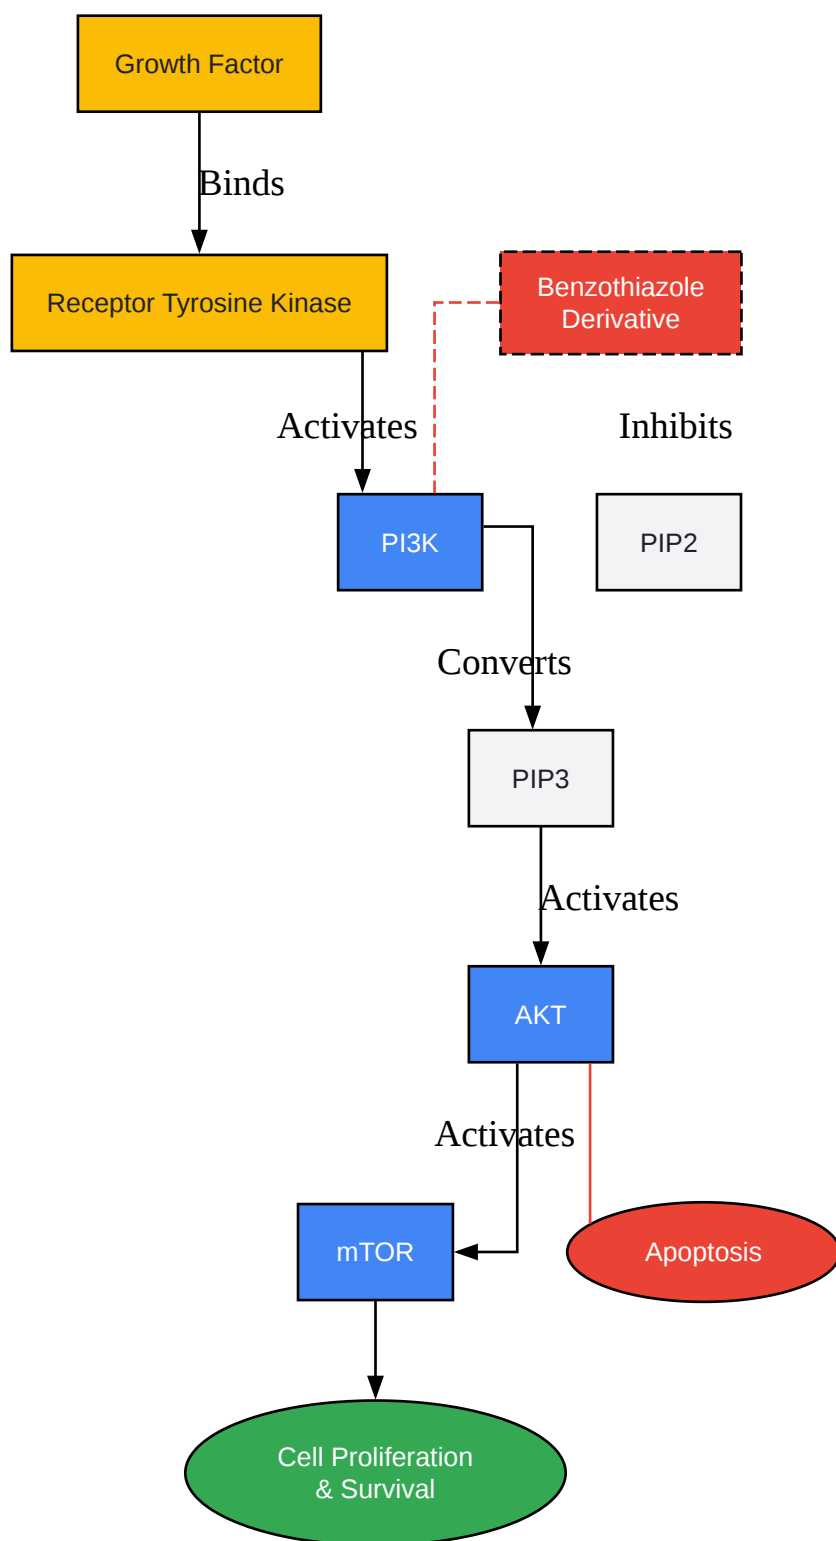 Growth Factor
Binds
Receptor Tyrosine Kinase
Benzothiazole
Derivative
Activates
Inhibits
PI3K
PIP2
Converts
PIP3
Activates
AKT
Activates
mTOR
Apoptosis
Cell Proliferation
& Survival